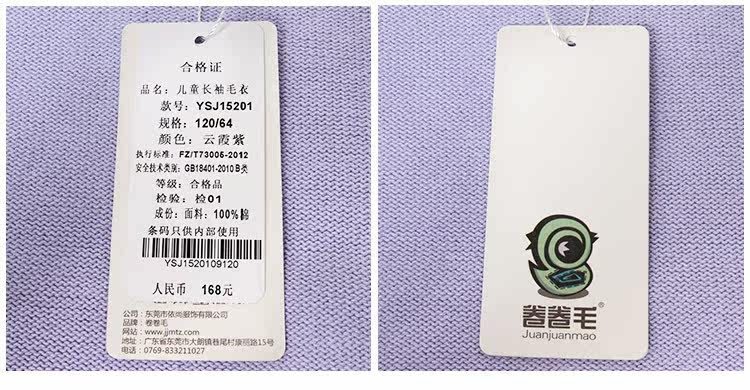 合格证
品名：儿童长袖毛衣
款号：YSJ15201
规格：120/64
颜色：云霞紫
执行标准：FZ/T73005-2012
安全技术类别：GB18401-2010 B类
等级：合格品
检验：检01
成份：面料：100%棉
条码只供内部使用
YSJ1520109120
人民币 168元
公司：东莞市依尚服饰有限公司
品牌：卷卷毛
网站：www.jjmtz.com
地址：广东省东莞市大朗镇巷尾村康丽路15号
电话：0769-833211027
卷卷毛®
Juanjuanmao